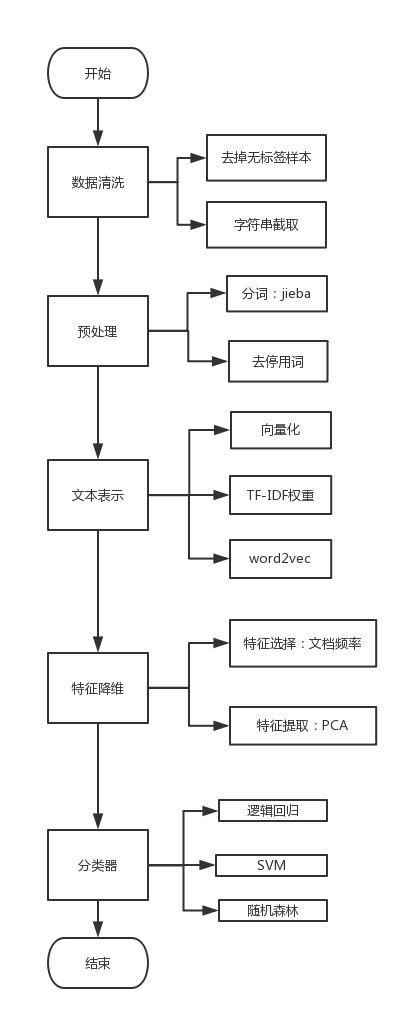 开始
数据清洗
去掉无标签样本
字符串截取
预处理
分词：jieba
去停用词
文本表示
向量化
TF-IDF权重
word2vec
特征降维
特征选择：文档频率
特征提取：PCA
分类器
逻辑回归
SVM
随机森林
结束